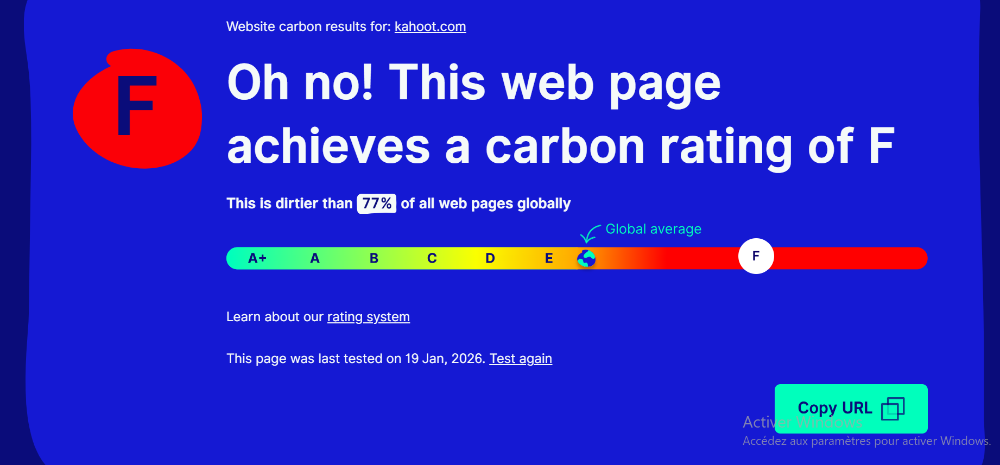 Website carbon results for: kahoot.com
F
Oh no! This web page
achieves a carbon rating of F
This is dirtier than 77% of all web pages globally
Global average
A+ A B C D E F
Learn about our rating system
This page was last tested on 19 Jan, 2026. Test again
Copy URL
Activer Windows
Accédez aux paramètres pour activer Windows.